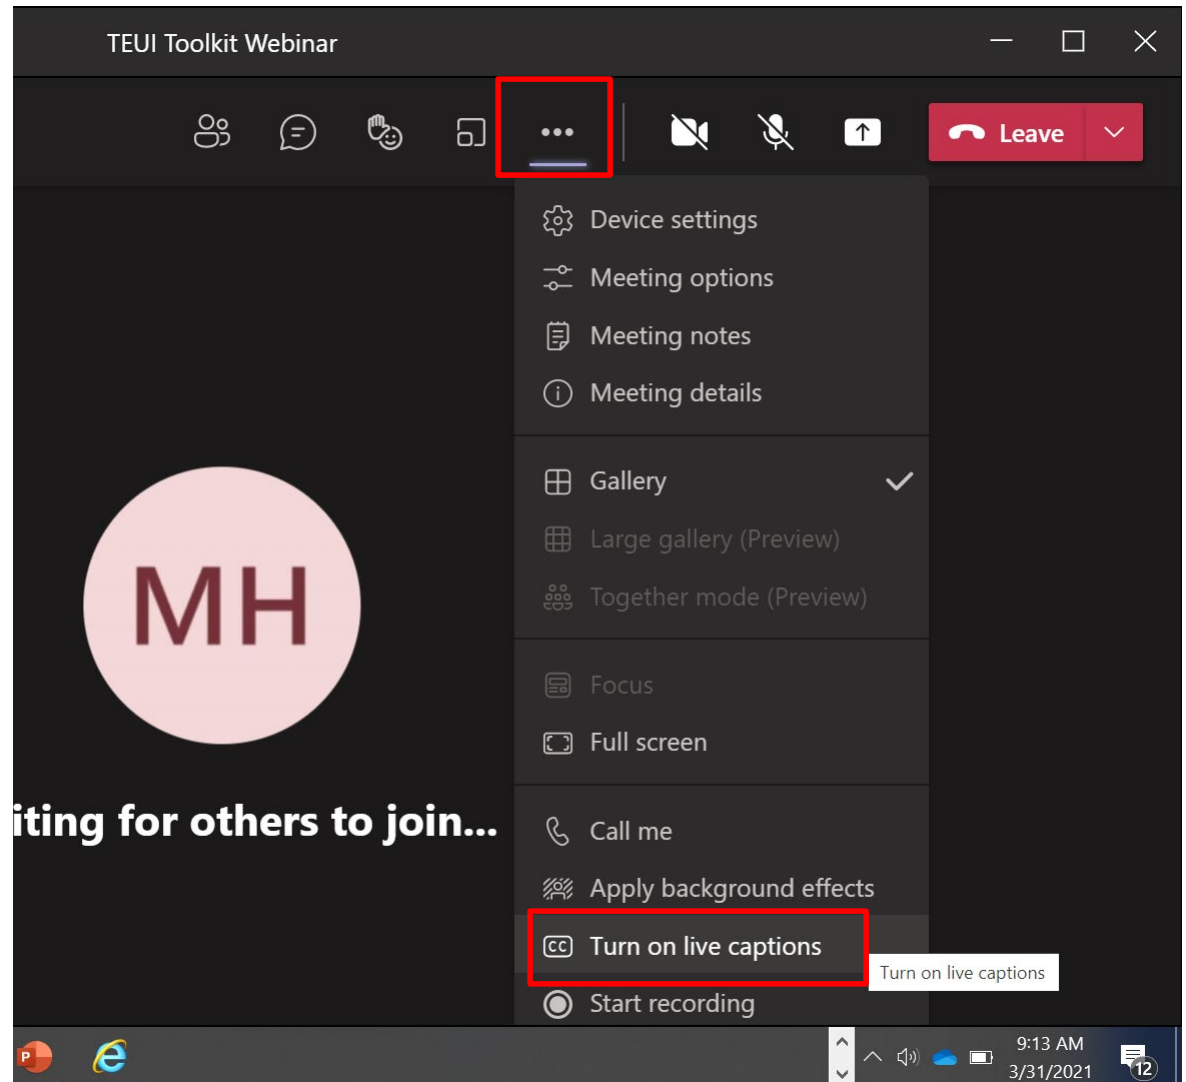 TEUI Toolkit Webinar
Leave
Device settings
Meeting options
Meeting notes
Meeting details
Gallery
Large gallery (Preview)
Together mode (Preview)
Focus
Full screen
MH
iting for others to join...
Call me
Apply background effects
CC Turn on live captions
Turn on live captions
Start recording
P
9:13 AM
3/31/2021
12